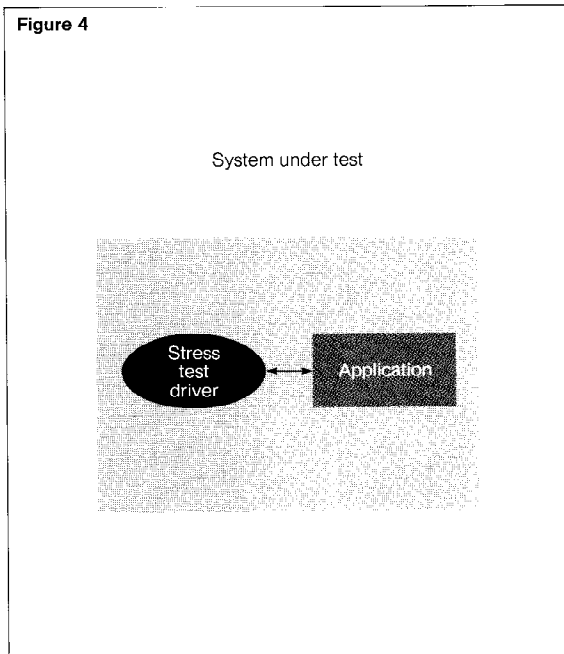 Figure 4
System under test
Stress
test
driver
Application